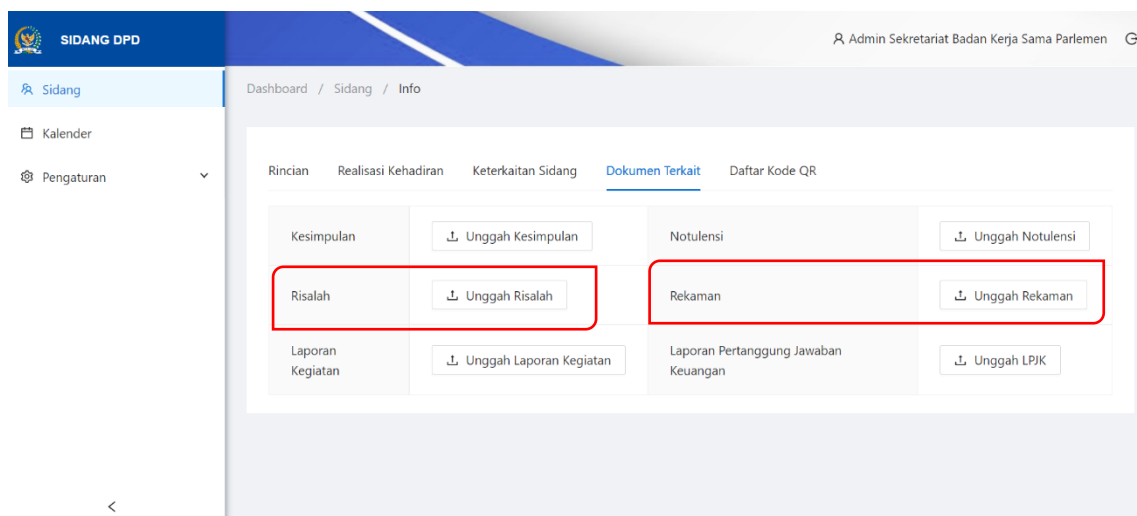 SIDANG DPD
Admin Sekretariat Badan Kerja Sama Parlemen
Sidang
Kalender
Pengaturan
Dashboard / Sidang / Info
Rincian Realisasi Kehadiran Keterkaitan Sidang Dokumen Terkait Daftar Kode QR
Kesimpulan Unggah Kesimpulan Notulensi Unggah Notulensi
Risalah Unggah Risalah Rekaman Unggah Rekaman
Laporan
Kegiatan
Unggah Laporan Kegiatan
Laporan Pertanggung Jawaban
Keuangan
Unggah LPJK